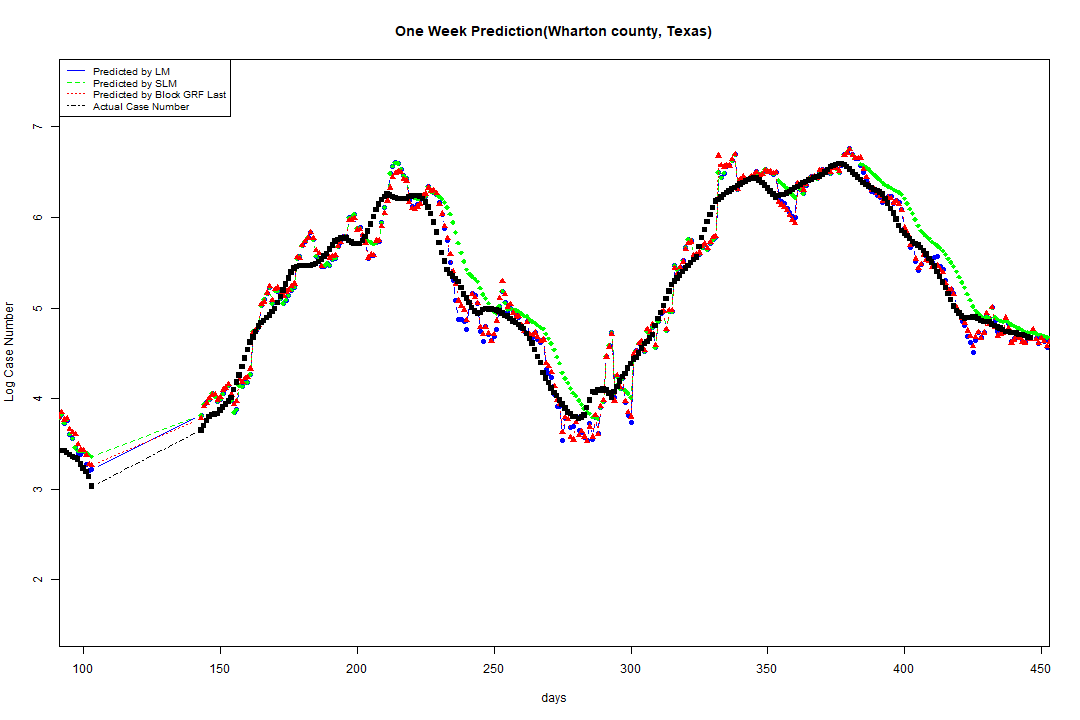 One Week Prediction(Wharton county, Texas)
Predicted by LM
Predicted by SLM
Predicted by Block GRF Last
Actual Case Number
7
6
5
4
3
2
Log Case Number
100 150 200 250 300 350 400 450
days